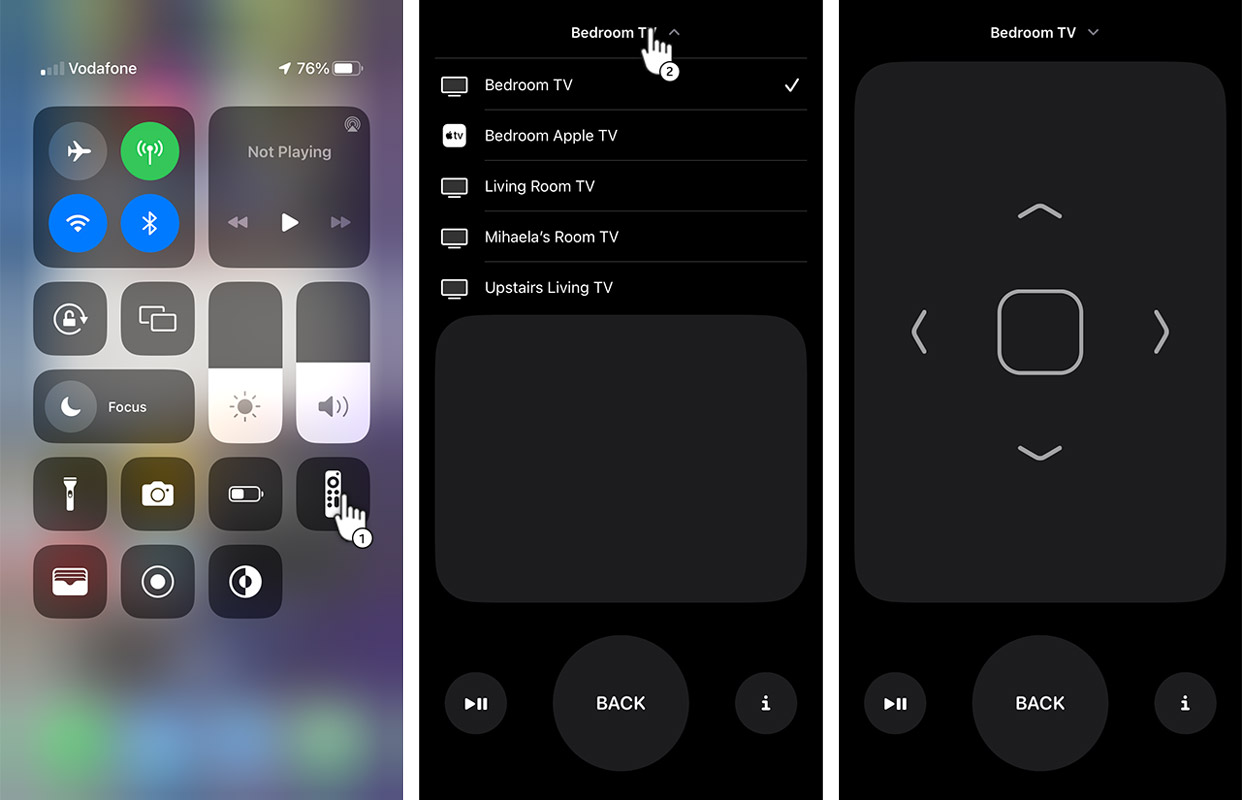 Vodafone
76%
Not Playing
Focus
1
Bedroom TV
2
Bedroom TV
tv
Bedroom Apple TV
Living Room TV
Mihaela’s Room TV
Upstairs Living TV
BACK
i
Bedroom TV
BACK
i